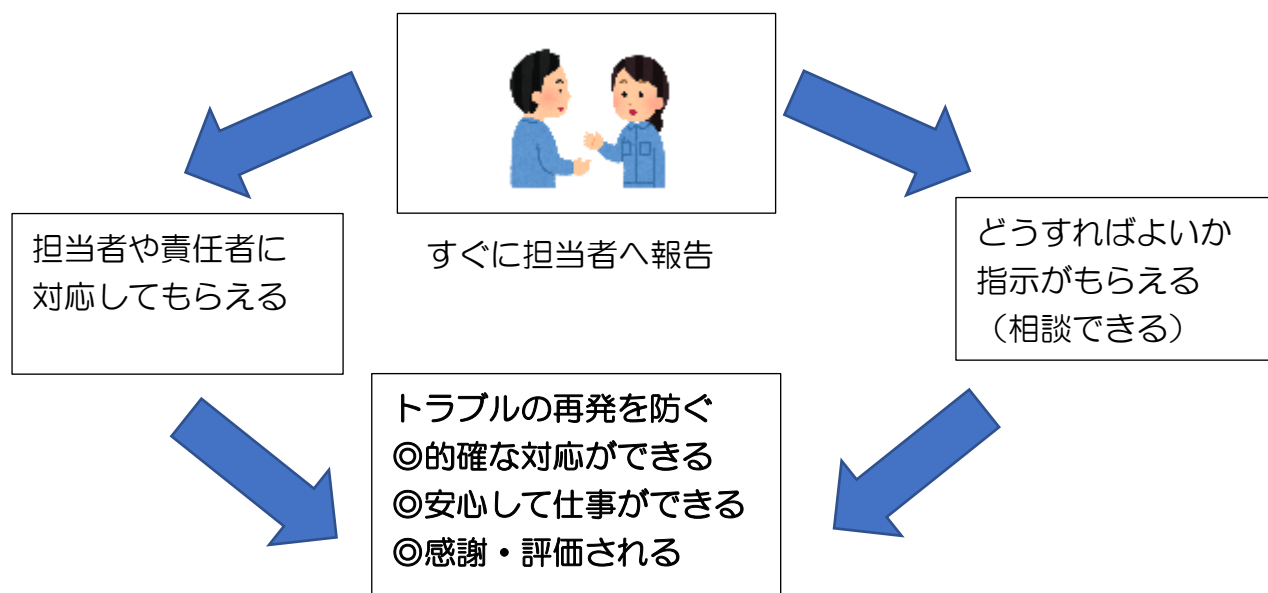 すぐに担当者へ報告
担当者や責任者に
対応してもらえる
どうすればよいか
指示がもらえる
（相談できる）
トラブルの再発を防ぐ
◎的確な対応ができる
◎安心して仕事ができる
◎感謝・評価される